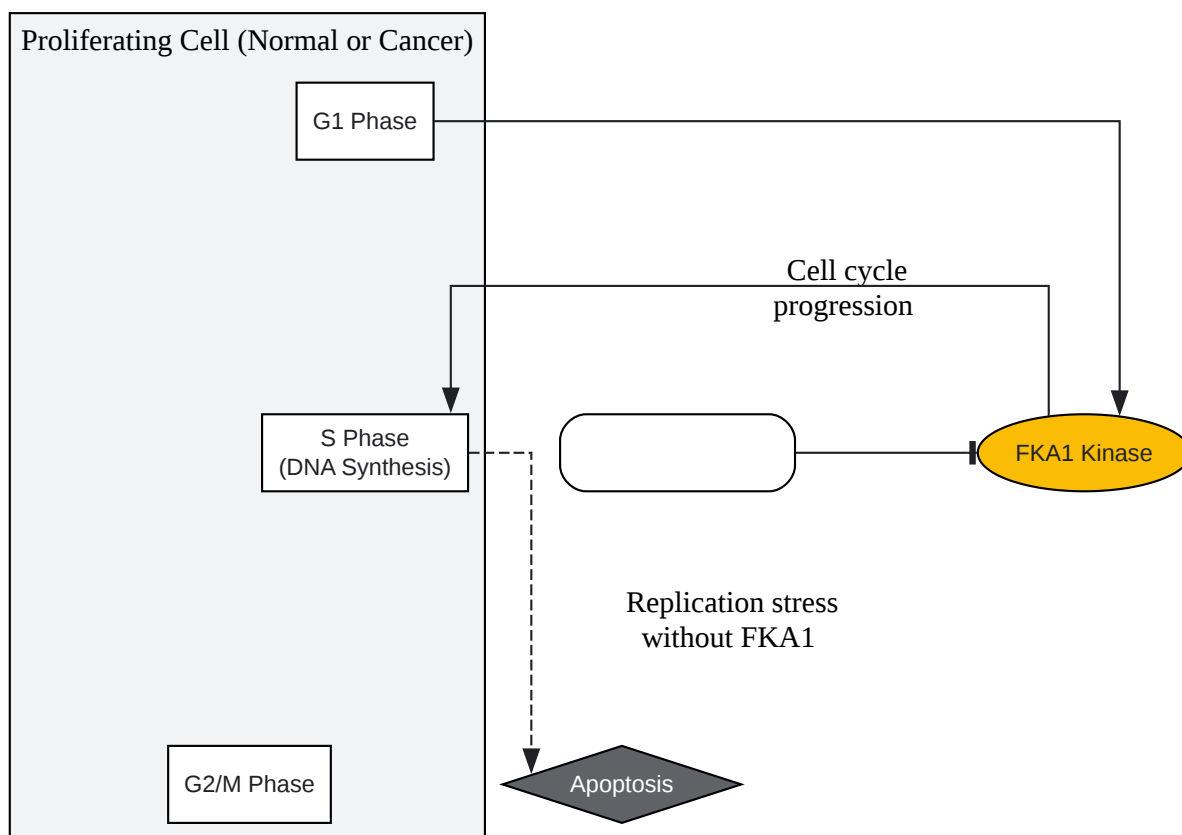 Proliferating Cell (Normal or Cancer)
G1 Phase
Cell cycle
progression
S Phase
(DNA Synthesis)
FKA1 Kinase
Replication stress
without FKA1
G2/M Phase
Apoptosis